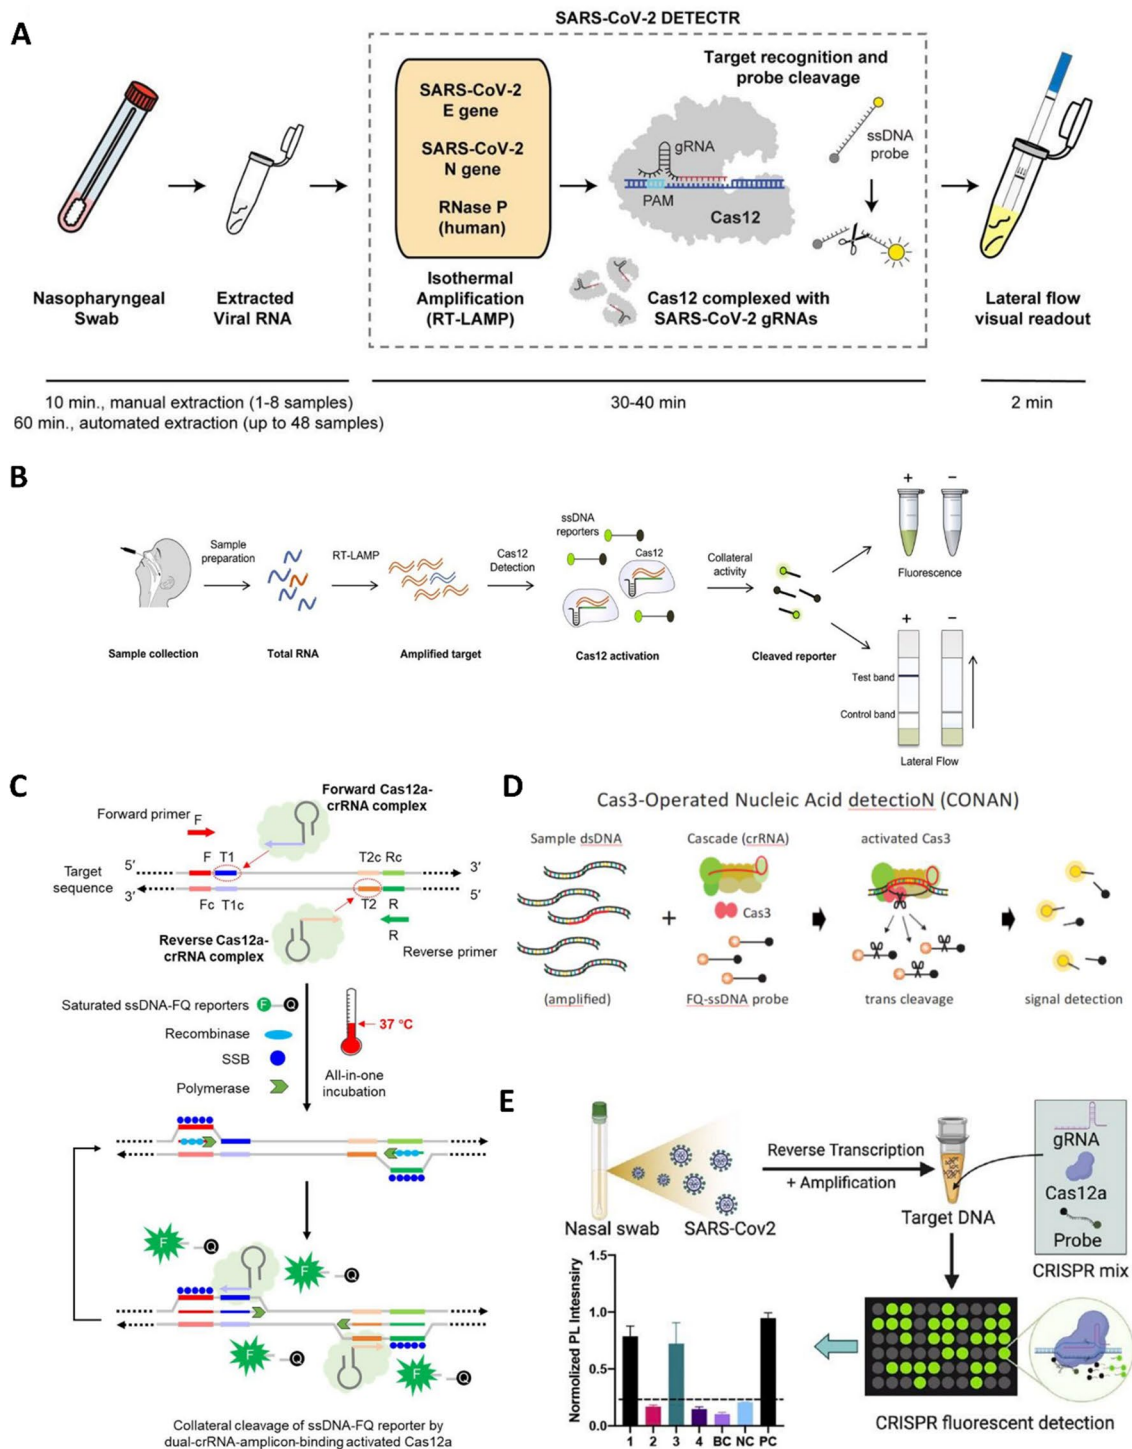 A
SARS-CoV-2 DETECTR
SARS-CoV-2
E gene
SARS-CoV-2
N gene
RNase P
(human)
Target recognition and
probe cleavage
gRNA
PAM
Cas12
ssDNA
probe
Nasopharyngeal
Swab
Extracted
Viral RNA
Isothermal
Amplification
(RT-LAMP)
Cas12 complexed with
SARS-CoV-2 gRNAs
Lateral flow
visual readout
10 min., manual extraction (1-8 samples)
60 min., automated extraction (up to 48 samples)
30-40 min
2 min
B
Sample
preparation
RT-LAMP
Cas12
Detection
ssDNA
reporters
Cas12
Collateral
activity
+ −
Fluorescence
+ −
Test band
Control band
Lateral Flow
Sample collection
Total RNA
Amplified target
Cas12 activation
Cleaved reporter
C
Forward Cas12a-
crRNA complex
Forward primer
F
F T1 T2c Rc
Target
sequence
5′ 3′
3′ 5′
Fc T1c T2 R
R
Reverse Cas12a-
crRNA complex
Reverse primer
Saturated ssDNA-FQ reporters
F Q
Recombinase
SSB
Polymerase
37 °C
All-in-one
incubation
F Q
F Q
F Q
F Q
Collateral cleavage of ssDNA-FQ reporter by
dual-crRNA-amplicon-binding activated Cas12a
D
Cas3-Operated Nucleic Acid detectioN (CONAN)
Sample dsDNA
Cascade (crRNA)
activated Cas3
+
Cas3
(amplified)
FQ-ssDNA probe
trans cleavage
signal detection
E
Nasal swab
SARS-Cov2
Reverse Transcription
+ Amplification
Target DNA
gRNA
Cas12a
Probe
CRISPR mix
Normalized PL Intesnsiry
1.5
1.0
0.5
0.0
1 2 3 4 BC NC PC
CRISPR fluorescent detection